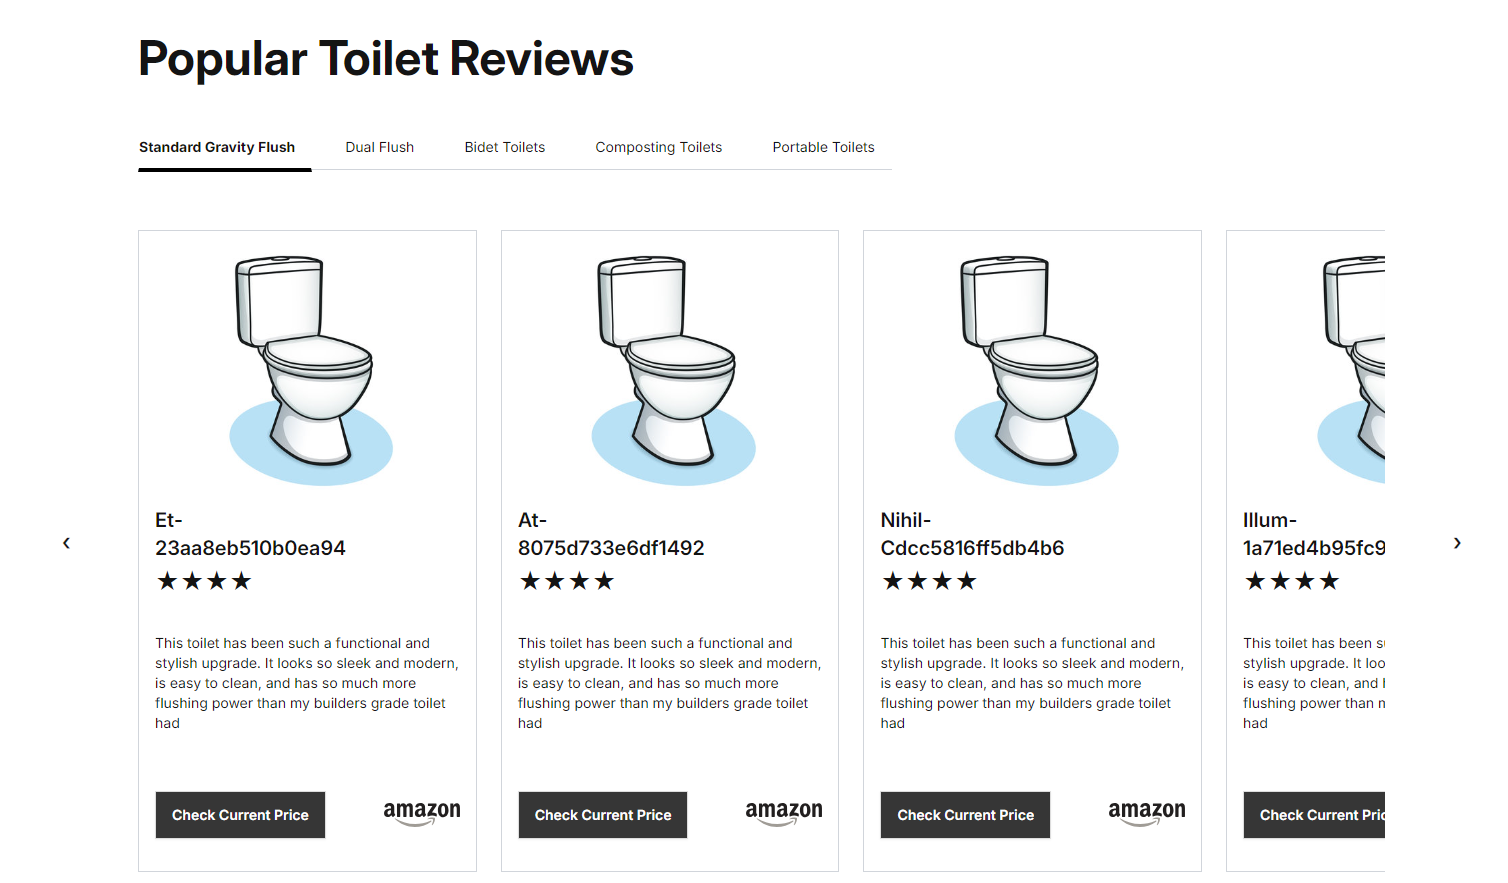 Popular Toilet Reviews
Standard Gravity Flush Dual Flush Bidet Toilets Composting Toilets Portable Toilets
Et-
23aa8eb510b0ea94
★★★★
This toilet has been such a functional and
stylish upgrade. It looks so sleek and modern,
is easy to clean, and has so much more
flushing power than my builders grade toilet
had
Check Current Price amazon
At-
8075d733e6df1492
★★★★
This toilet has been such a functional and
stylish upgrade. It looks so sleek and modern,
is easy to clean, and has so much more
flushing power than my builders grade toilet
had
Check Current Price amazon
Nihil-
Cdcc5816ff5db4b6
★★★★
This toilet has been such a functional and
stylish upgrade. It looks so sleek and modern,
is easy to clean, and has so much more
flushing power than my builders grade toilet
had
Check Current Price amazon
Illum-
1a71ed4b95fc9
★★★★
This toilet has been
stylish upgrade. It
is easy to clean, and
flushing power than
had
Check Current
‹ ›